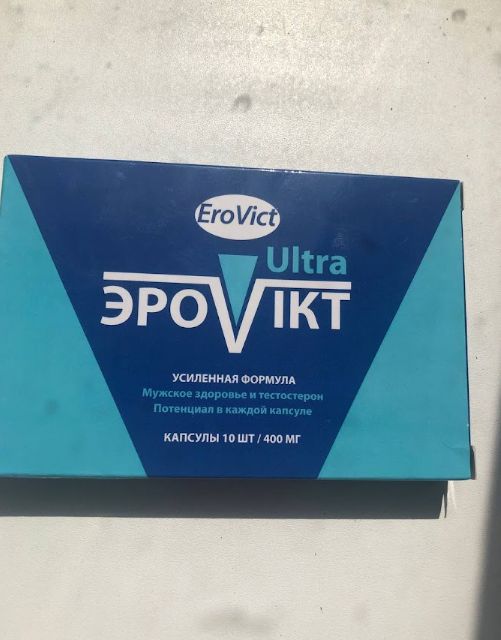 EroVict
Ultra
ЭРОVIКТ
УСИЛЕННАЯ ФОРМУЛА
Мужское здоровье и тестостерон
Потенциал в каждой капсуле
КАПСУЛЫ 10 ШТ / 400 МГ